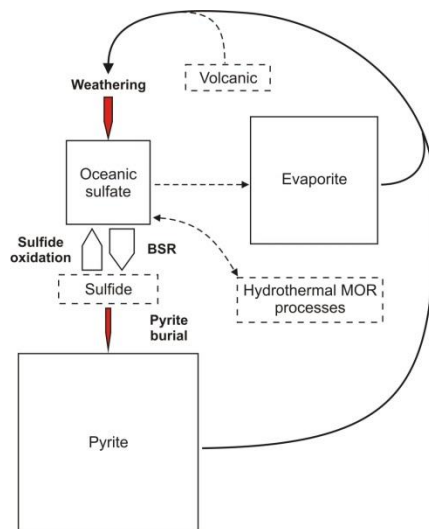 Volcanic
Weathering
Oceanic
sulfate
Evaporite
Sulfide
oxidation
BSR
Sulfide
Hydrothermal MOR
processes
Pyrite
burial
Pyrite